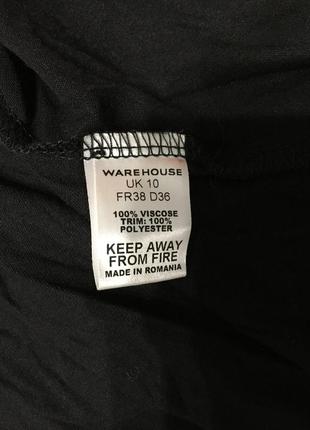 WAREHOUSE
UK 10
FR38 D36
100% VISCOSE
TRIM: 100%
POLYESTER
KEEP AWAY
FROM FIRE
MADE IN ROMANIA